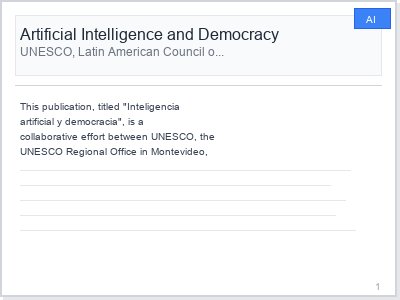 AI
Artificial Intelligence and Democracy
UNESCO, Latin American Council o...
This publication, titled "Inteligencia
artificial y democracia", is a
collaborative effort between UNESCO, the
UNESCO Regional Office in Montevideo,
1